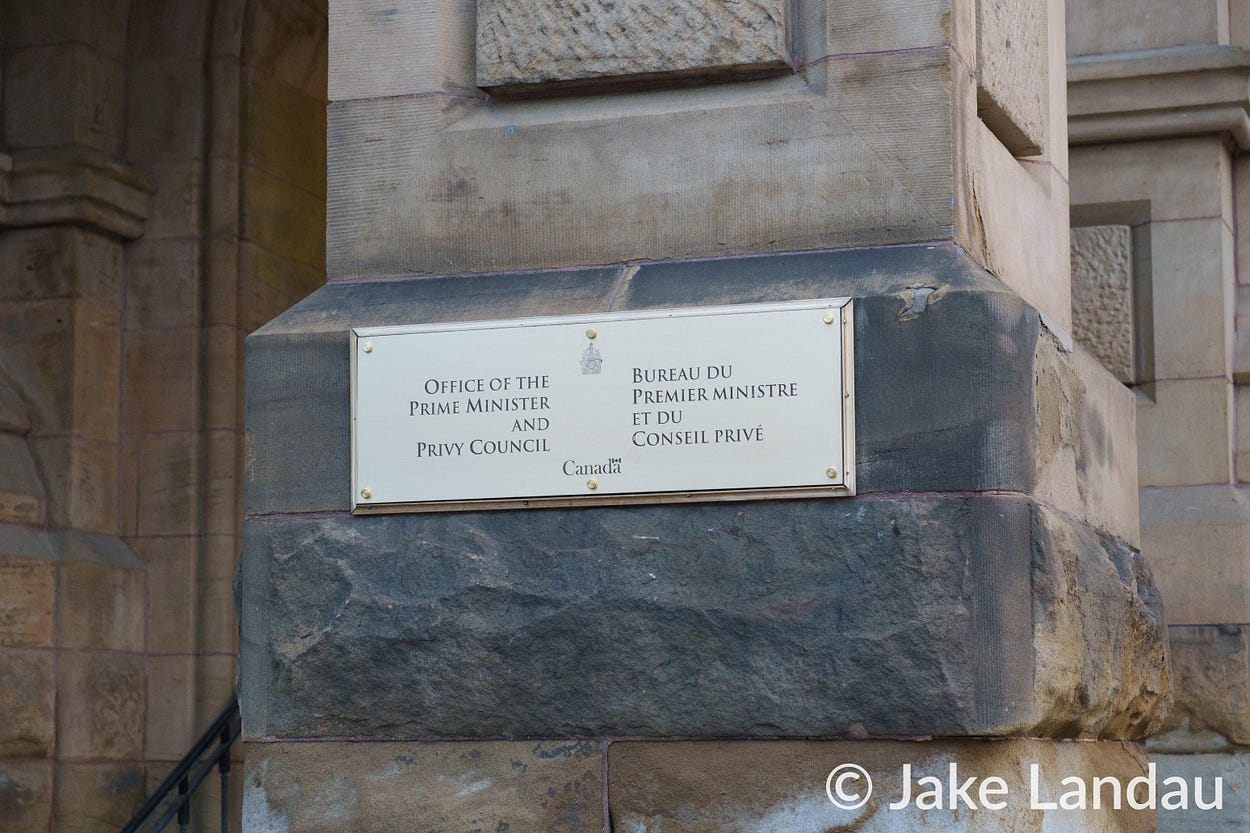 OFFICE OF THE
PRIME MINISTER
AND
PRIVY COUNCIL
BUREAU DU
PREMIER MINISTRE
ET DU
CONSEIL PRIVÉ
Canada
© Jake Landau